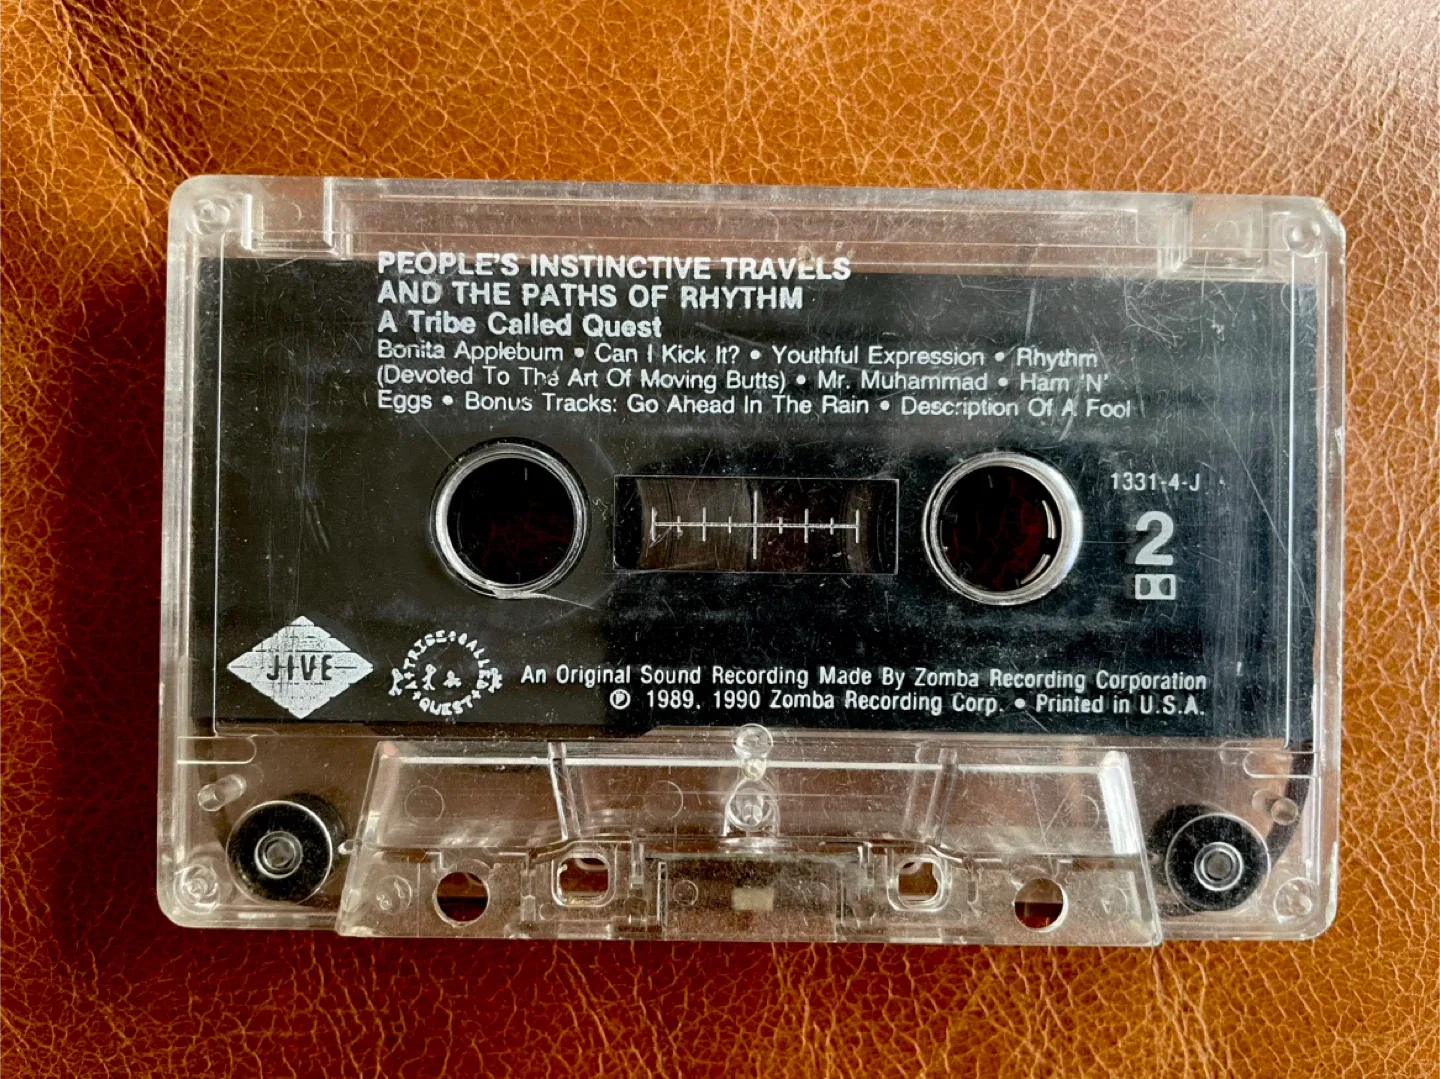 PEOPLE'S INSTINCTIVE TRAVELS
AND THE PATHS OF RHYTHM
A Tribe Called Quest
Bonita Applebum • Can I Kick It? • Youthful Expression • Rhythm
(Devoted To The Art Of Moving Butts) • Mr. Muhammad • Ham 'N'
Eggs • Bonus Tracks: Go Ahead In The Rain • Description Of A Fool
1331-4-J
2
JIVE
A TRIBE CALLED QUEST
An Original Sound Recording Made By Zomba Recording Corporation
℗ 1989, 1990 Zomba Recording Corp. • Printed in U.S.A.